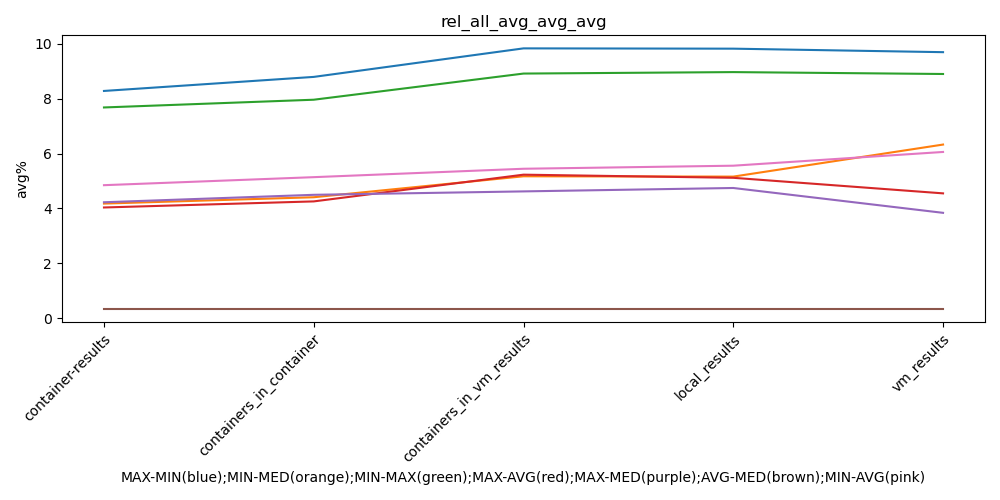 rel_all_avg_avg_avg
avg%
10
8
6
4
2
0
container-results
containers_in_container
containers_in_vm_results
local_results
vm_results
MAX-MIN(blue);MIN-MED(orange);MIN-MAX(green);MAX-AVG(red);MAX-MED(purple);AVG-MED(brown);MIN-AVG(pink)